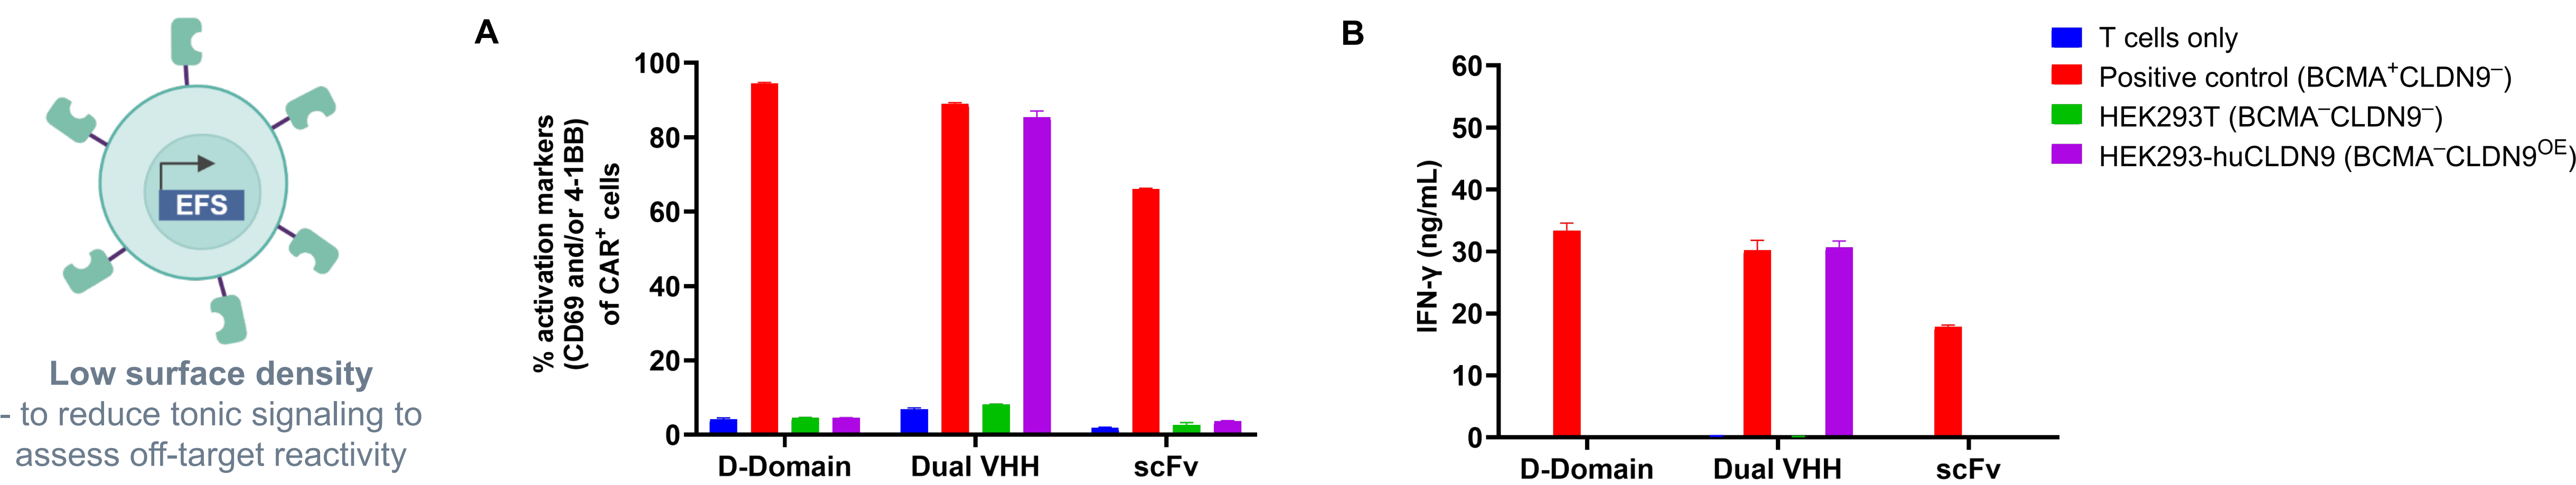 EFS
Low surface density
- to reduce tonic signaling to
assess off-target reactivity
A
% activation markers
(CD69 and/or 4-1BB)
of CAR⁺ cells
100
80
60
40
20
0
D-Domain
Dual VHH
scFv
B
IFN-γ (ng/mL)
60
50
40
30
20
10
0
D-Domain
Dual VHH
scFv
T cells only
Positive control (BCMA⁺CLDN9⁻)
HEK293T (BCMA⁻CLDN9⁻)
HEK293-huCLDN9 (BCMA⁻CLDN9ᴼᴱ)